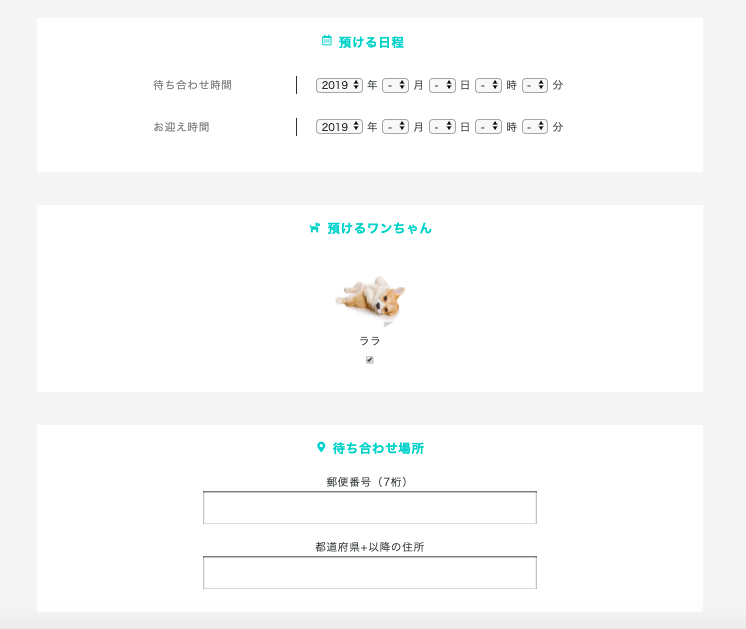 預ける日程
待ち合わせ時間 2019 年 - 月 - 日 - 時 - 分
お迎え時間 2019 年 - 月 - 日 - 時 - 分
預けるワンちゃん
ララ
待ち合わせ場所
郵便番号（7桁）
都道府県+以降の住所